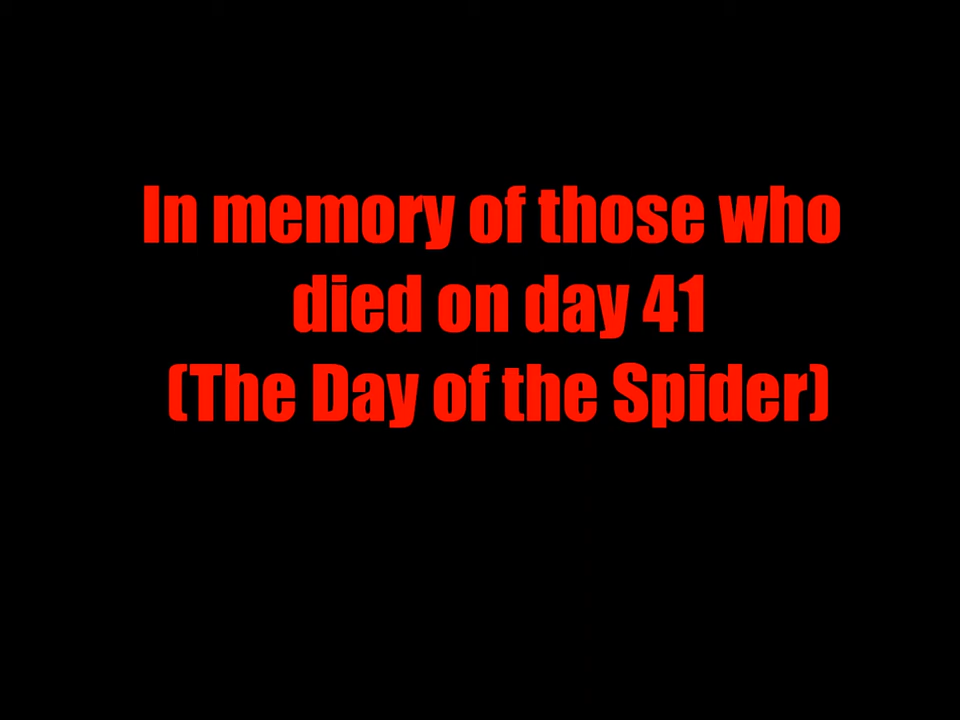 In memory of those who
died on day 41
(The Day of the Spider)